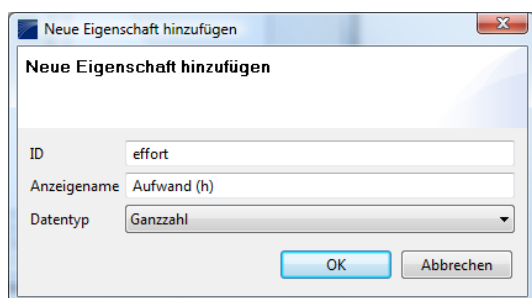 Neue Eigenschaft hinzufügen
Neue Eigenschaft hinzufügen
ID effort
Anzeigename Aufwand (h)
Datentyp Ganzzahl
OK Abbrechen